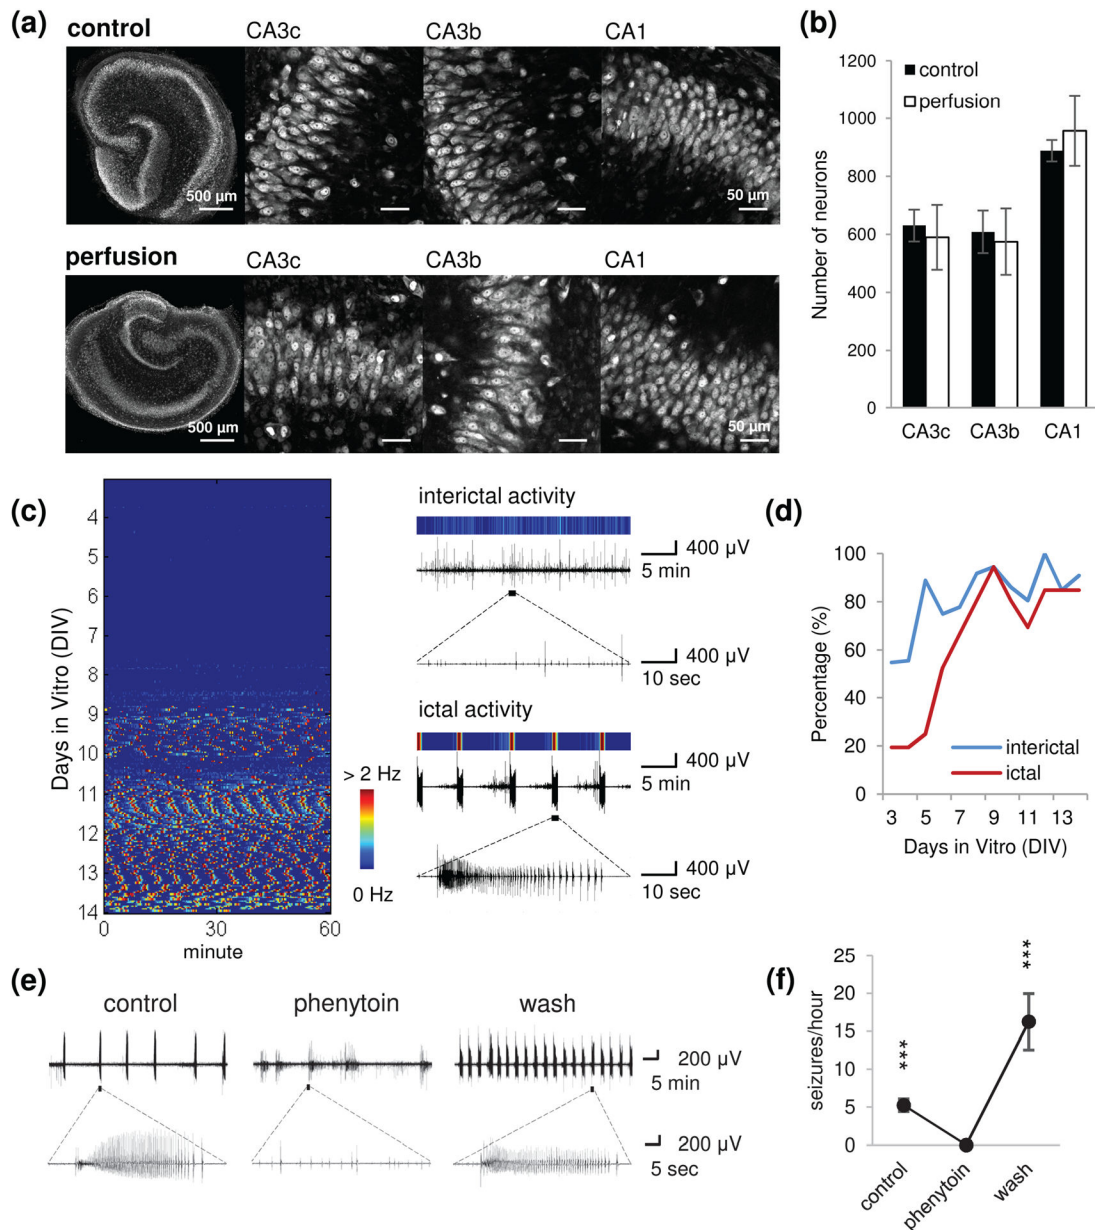 (a)
control
CA3c
CA3b
CA1
500 µm
50 µm
perfusion
CA3c
CA3b
CA1
500 µm
50 µm
(b)
1200
1000
800
600
400
200
0
control
perfusion
Number of neurons
CA3c
CA3b
CA1
(c)
4
5
6
7
8
9
10
11
12
13
14
Days in Vitro (DIV)
0
30
60
minute
> 2 Hz
0 Hz
interictal activity
400 µV
5 min
400 µV
10 sec
ictal activity
400 µV
5 min
400 µV
10 sec
(d)
100
80
60
40
20
0
Percentage (%)
interictal
ictal
3
5
7
9
11
13
Days in Vitro (DIV)
(e)
control
phenytoin
wash
200 µV
5 min
200 µV
5 sec
(f)
25
20
15
10
5
0
seizures/hour
***
***
control
phenytoin
wash